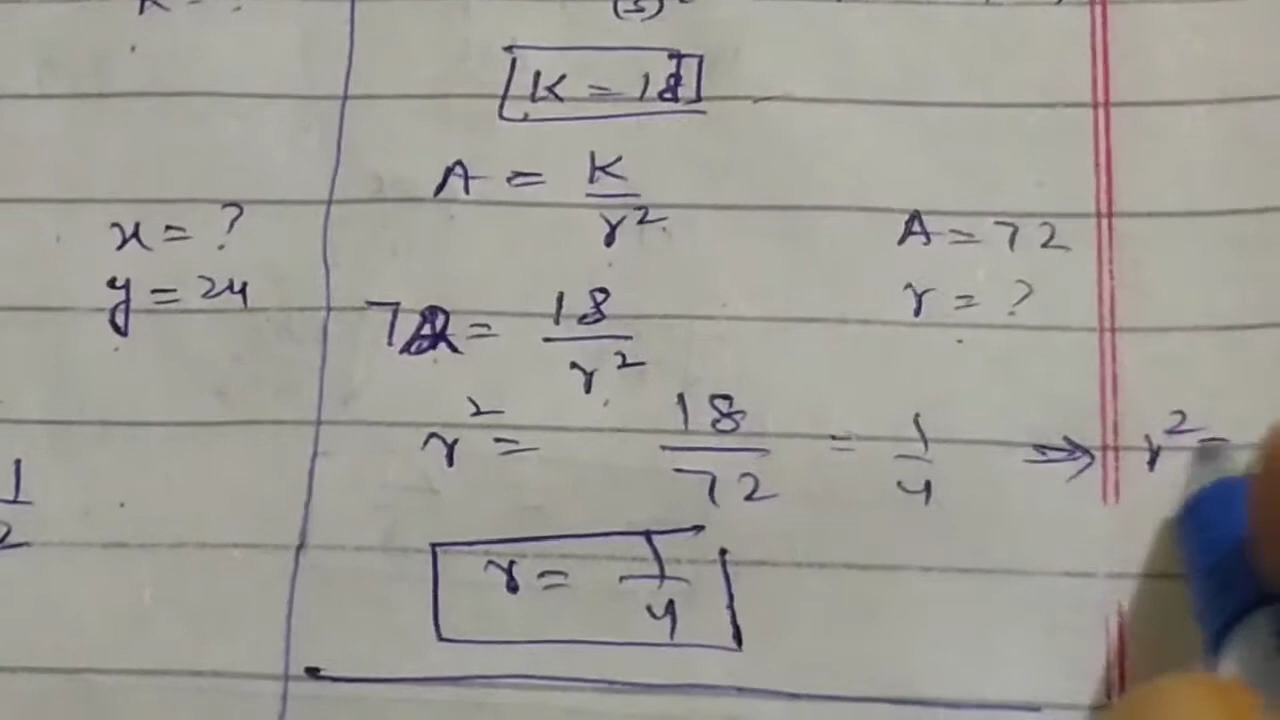 K = 18
A = K/r²
x = ?
A = 72
y = 24
r = ?
72 = 18/r²
r² = 18/72 = 1/4 ⇒ r² =
1/2
r = 1/4